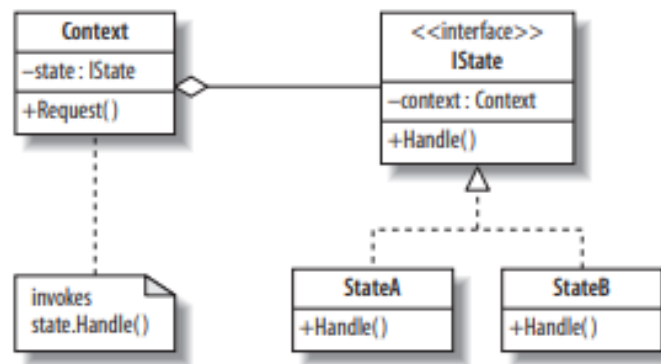 Context
–state : IState
+Request()
<<interface>>
IState
–context : Context
+Handle()
invokes
state.Handle()
StateA
+Handle()
StateB
+Handle()